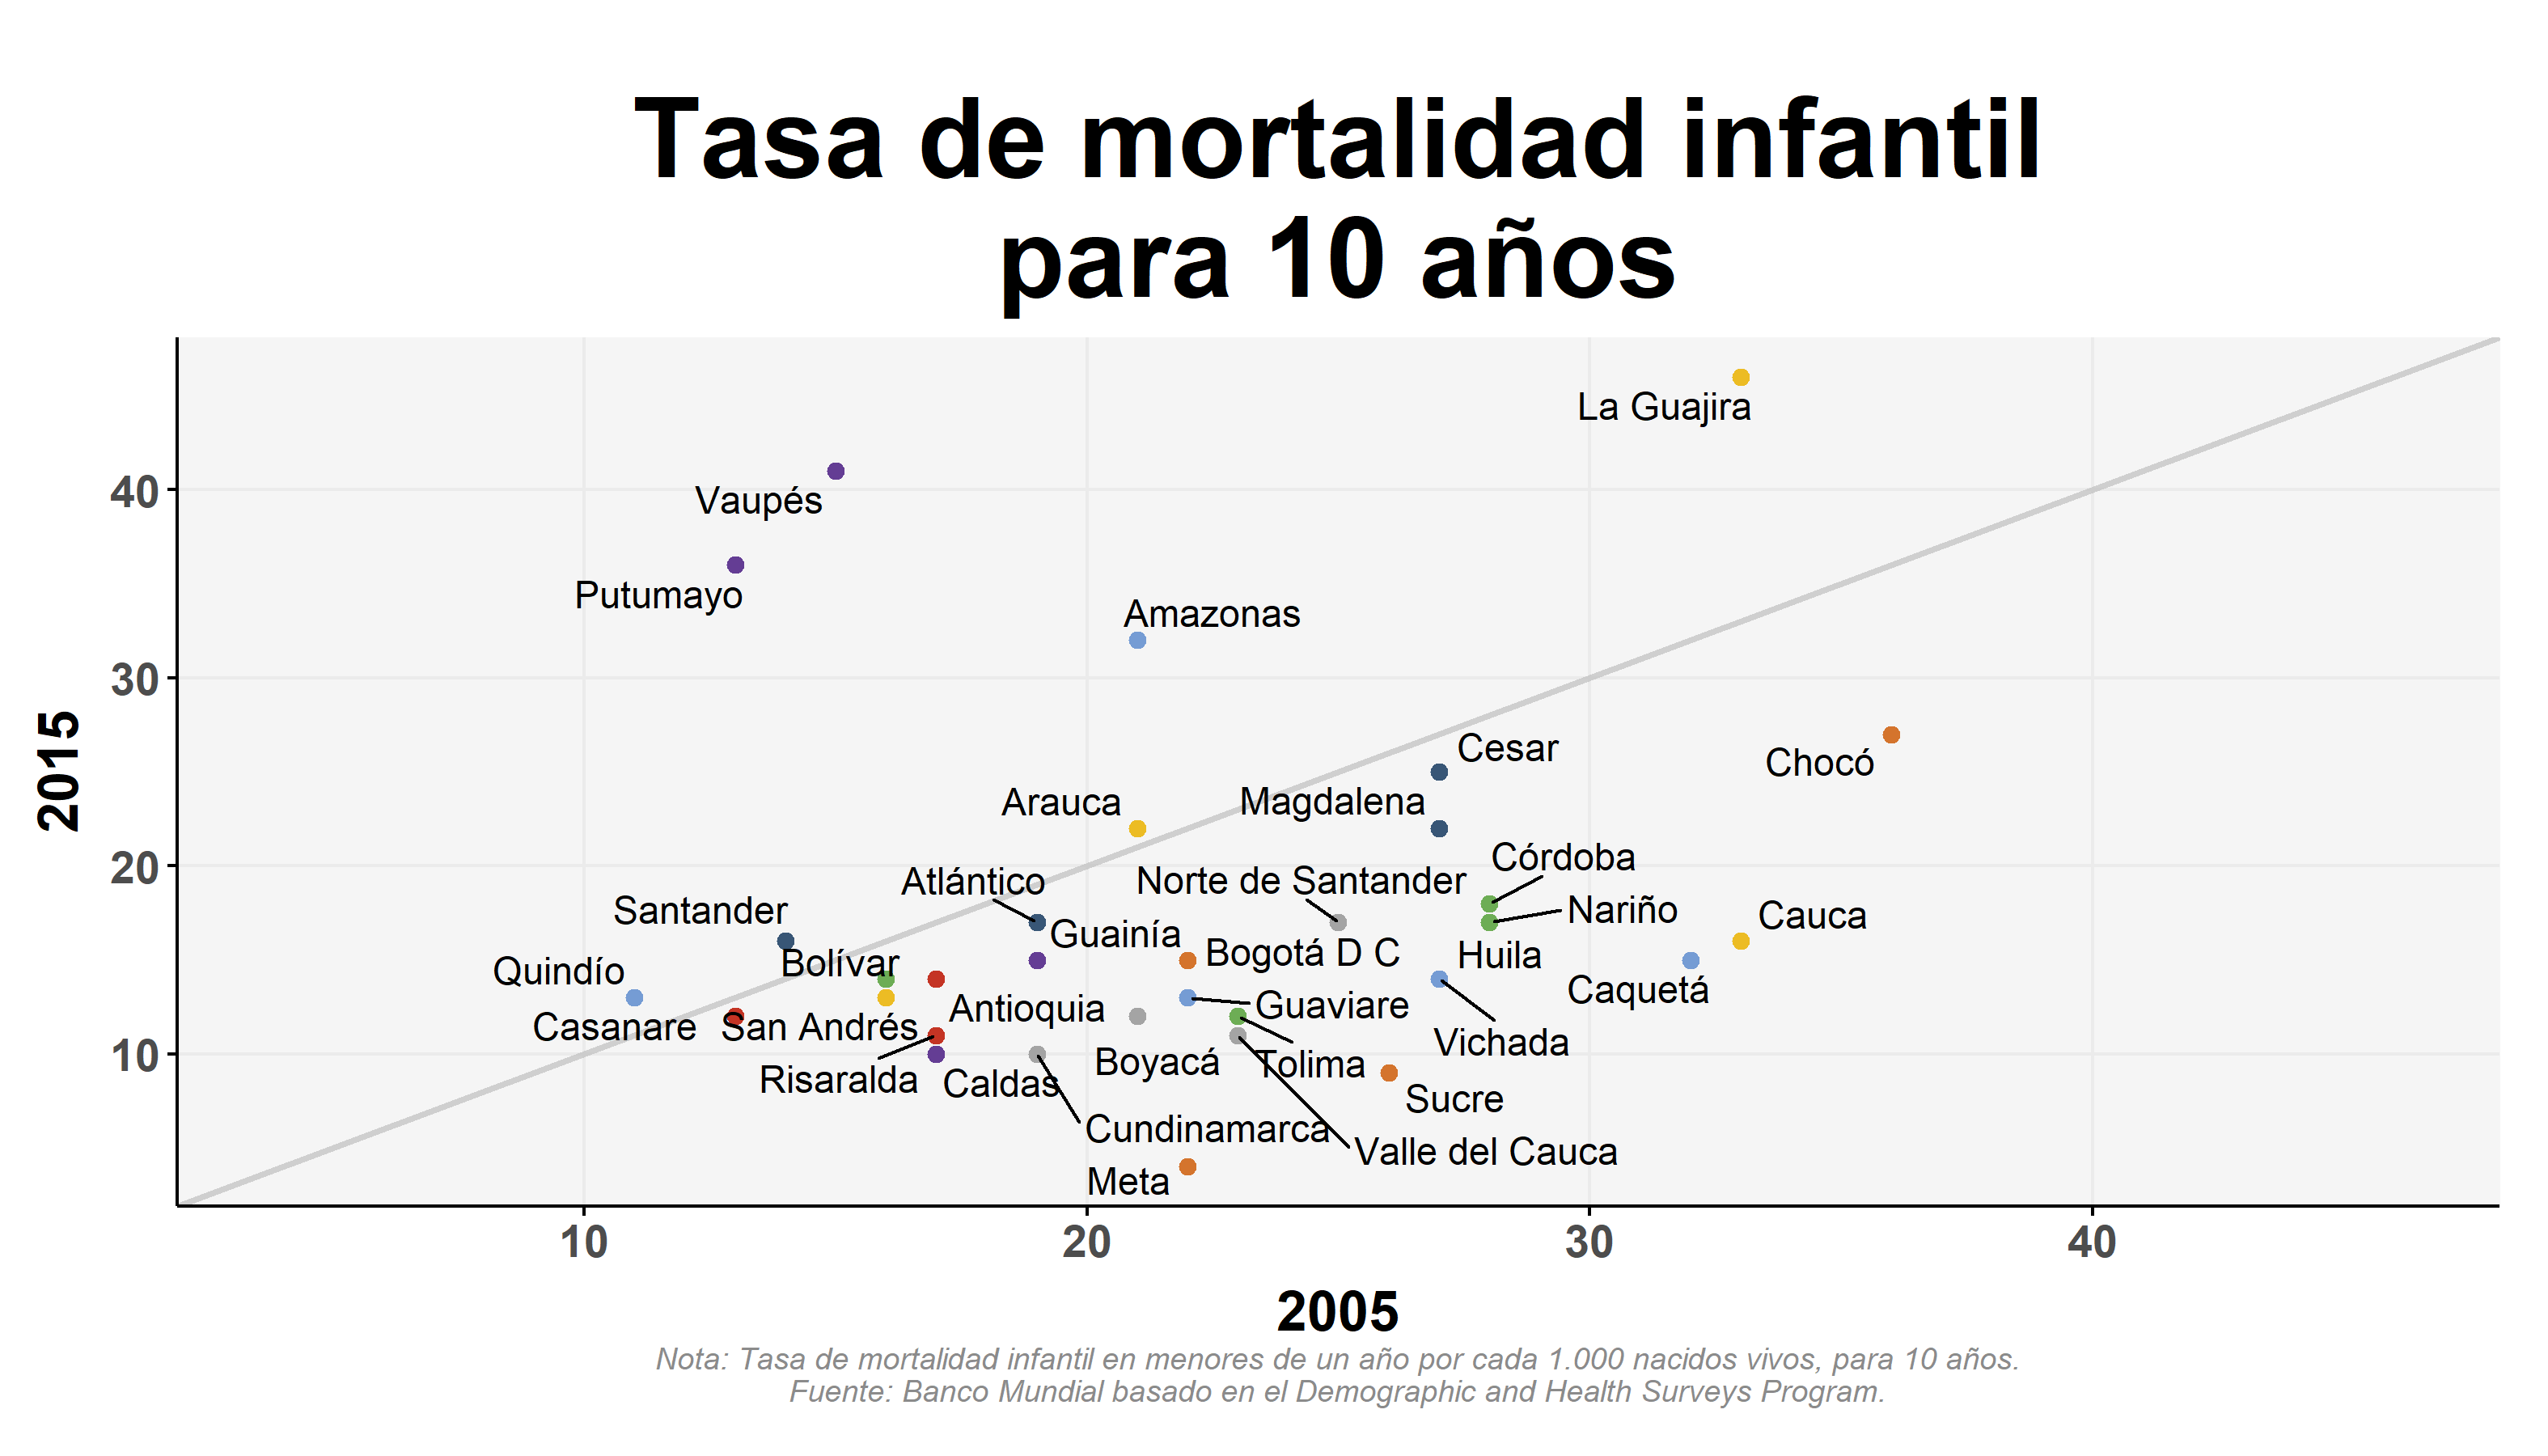 Tasa de mortalidad infantil
para 10 años
La Guajira
40
Vaupés
Putumayo
Amazonas
30
2015
Cesar
Chocó
Arauca
Magdalena
20
Córdoba
Atlántico
Norte de Santander
Santander
Nariño
Cauca
Guainía
Bogotá D C
Huila
Bolívar
Quindío
Caquetá
Antioquia
Guaviare
Casanare
San Andrés
Vichada
10
Boyacá
Tolima
Risaralda
Caldas
Sucre
Cundinamarca
Valle del Cauca
Meta
10
20
30
40
2005
Nota: Tasa de mortalidad infantil en menores de un año por cada 1.000 nacidos vivos, para 10 años.
Fuente: Banco Mundial basado en el Demographic and Health Surveys Program.